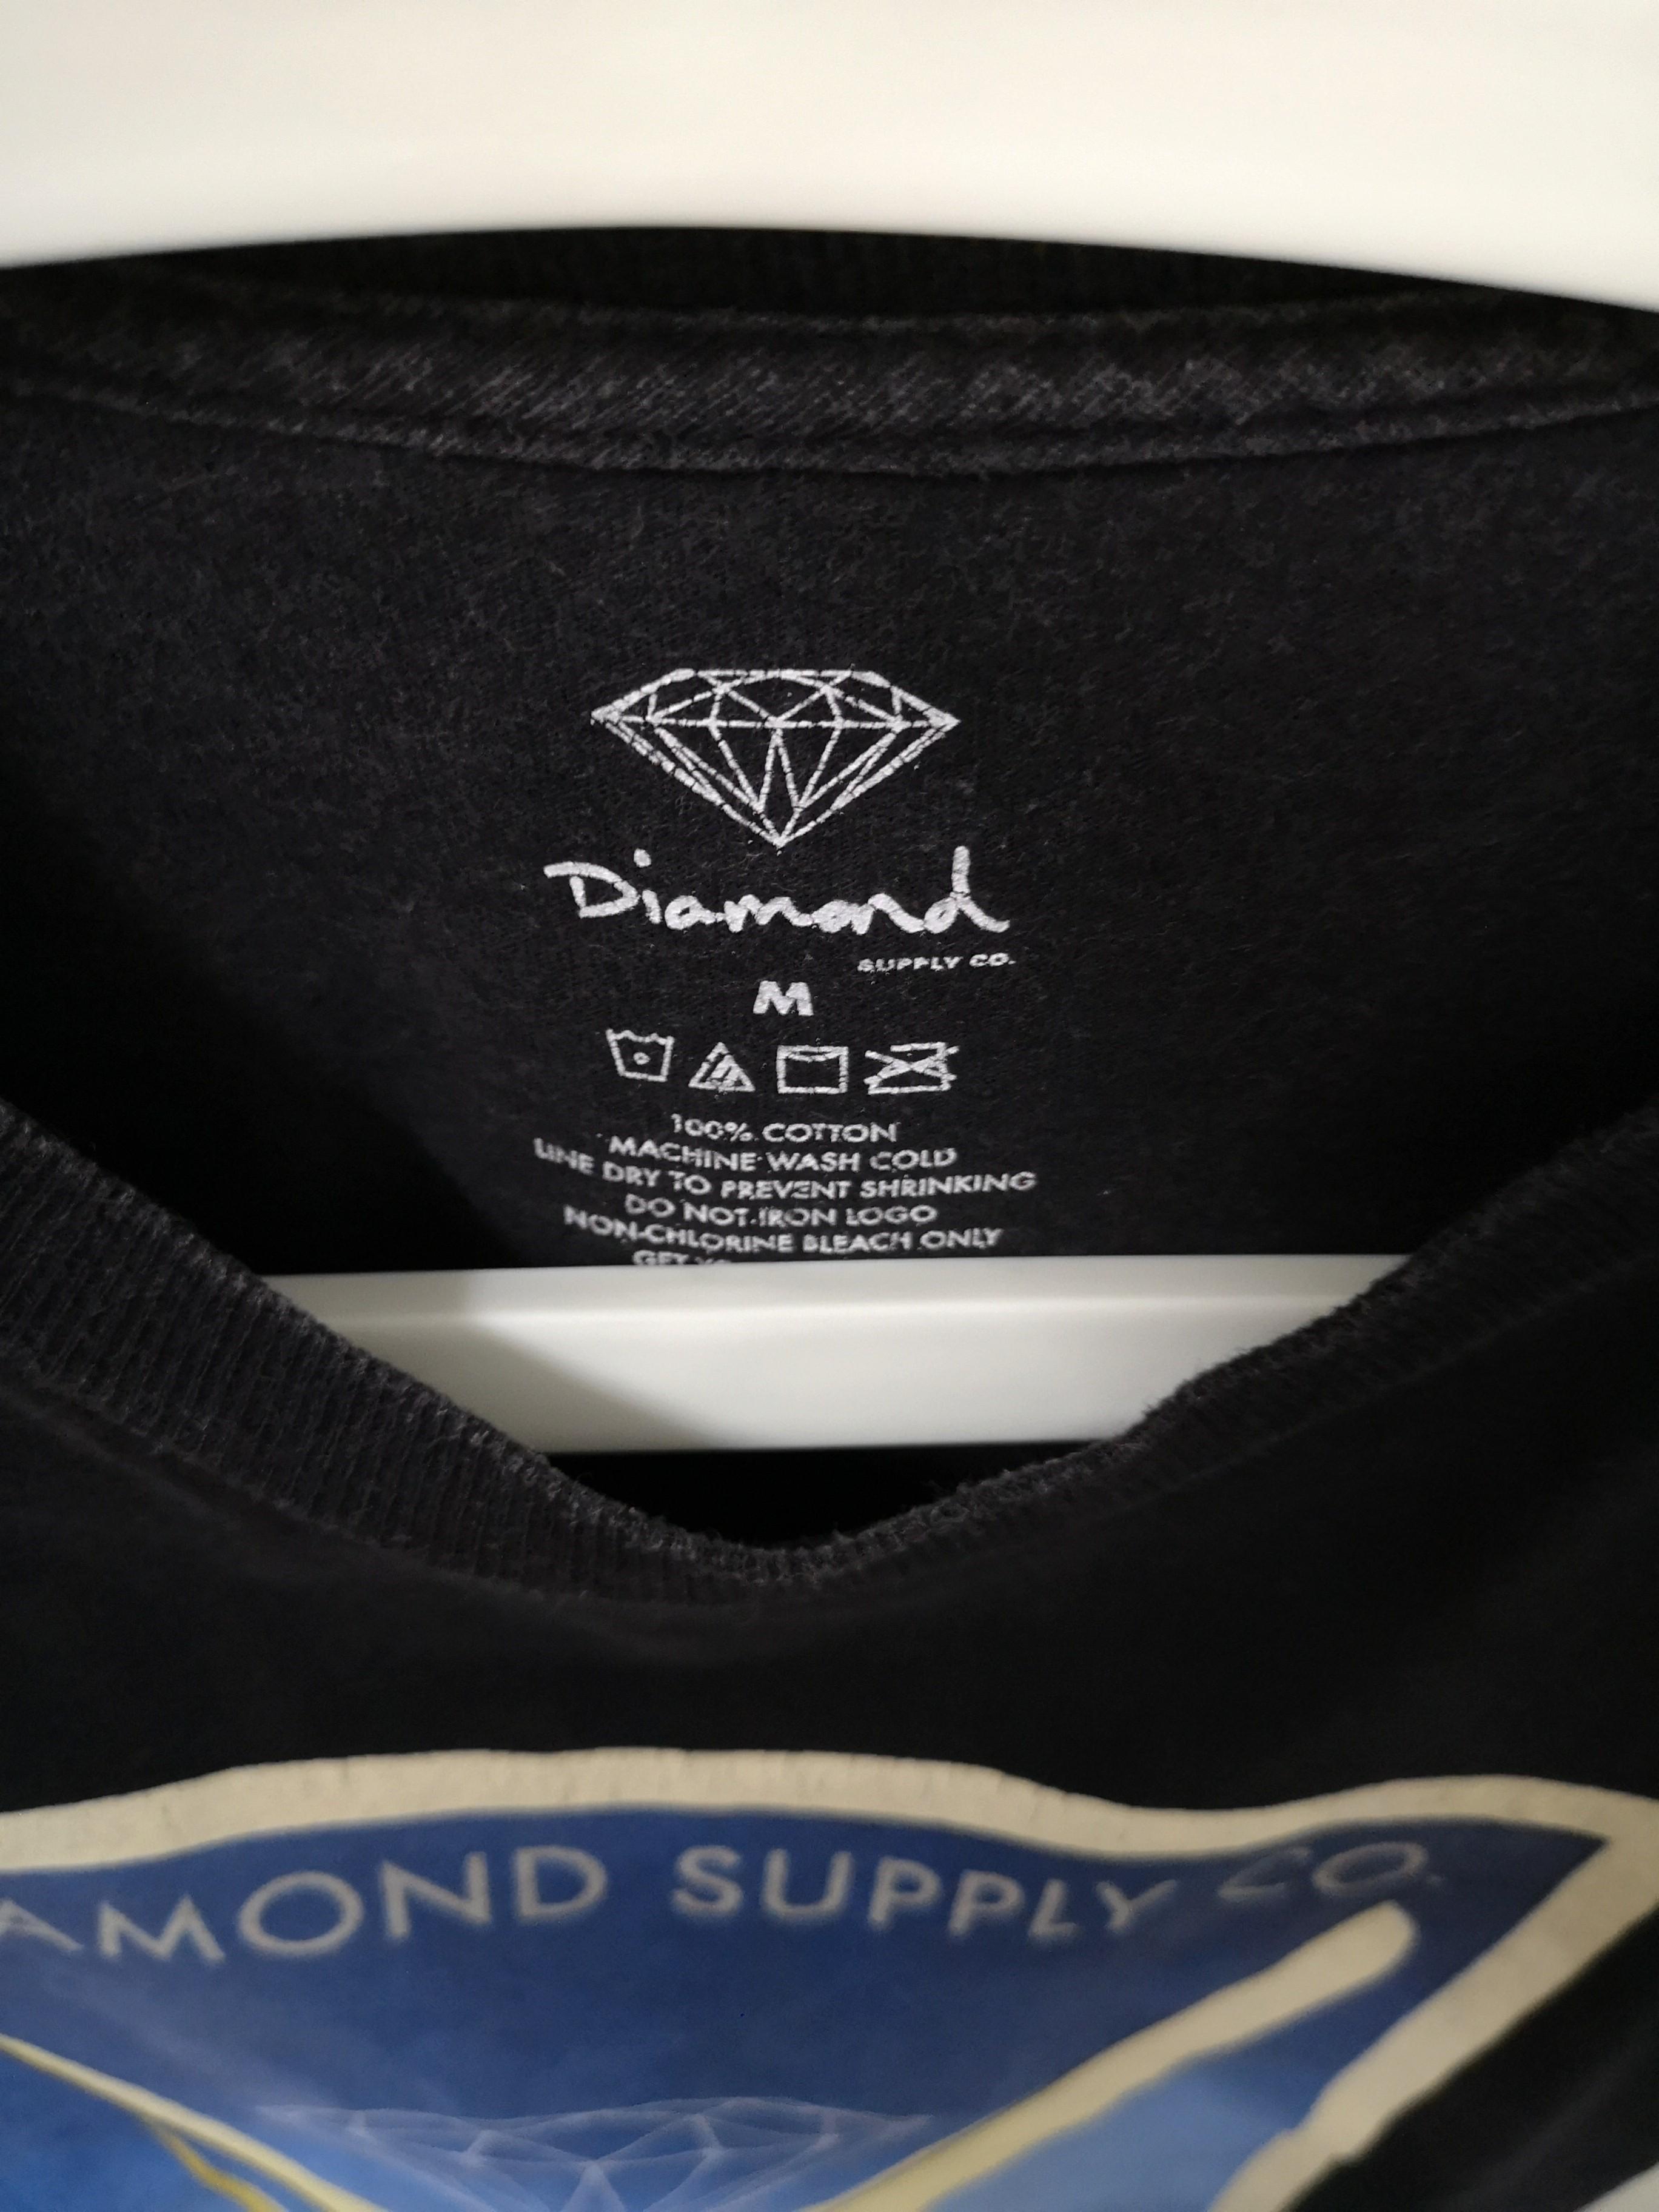 Diamond
SUPPLY CO.
M
100% COTTON
MACHINE WASH COLD
LINE DRY TO PREVENT SHRINKING
DO NOT IRON LOGO
NON-CHLORINE BLEACH ONLY
GET
AMOND SUPPLY CO.